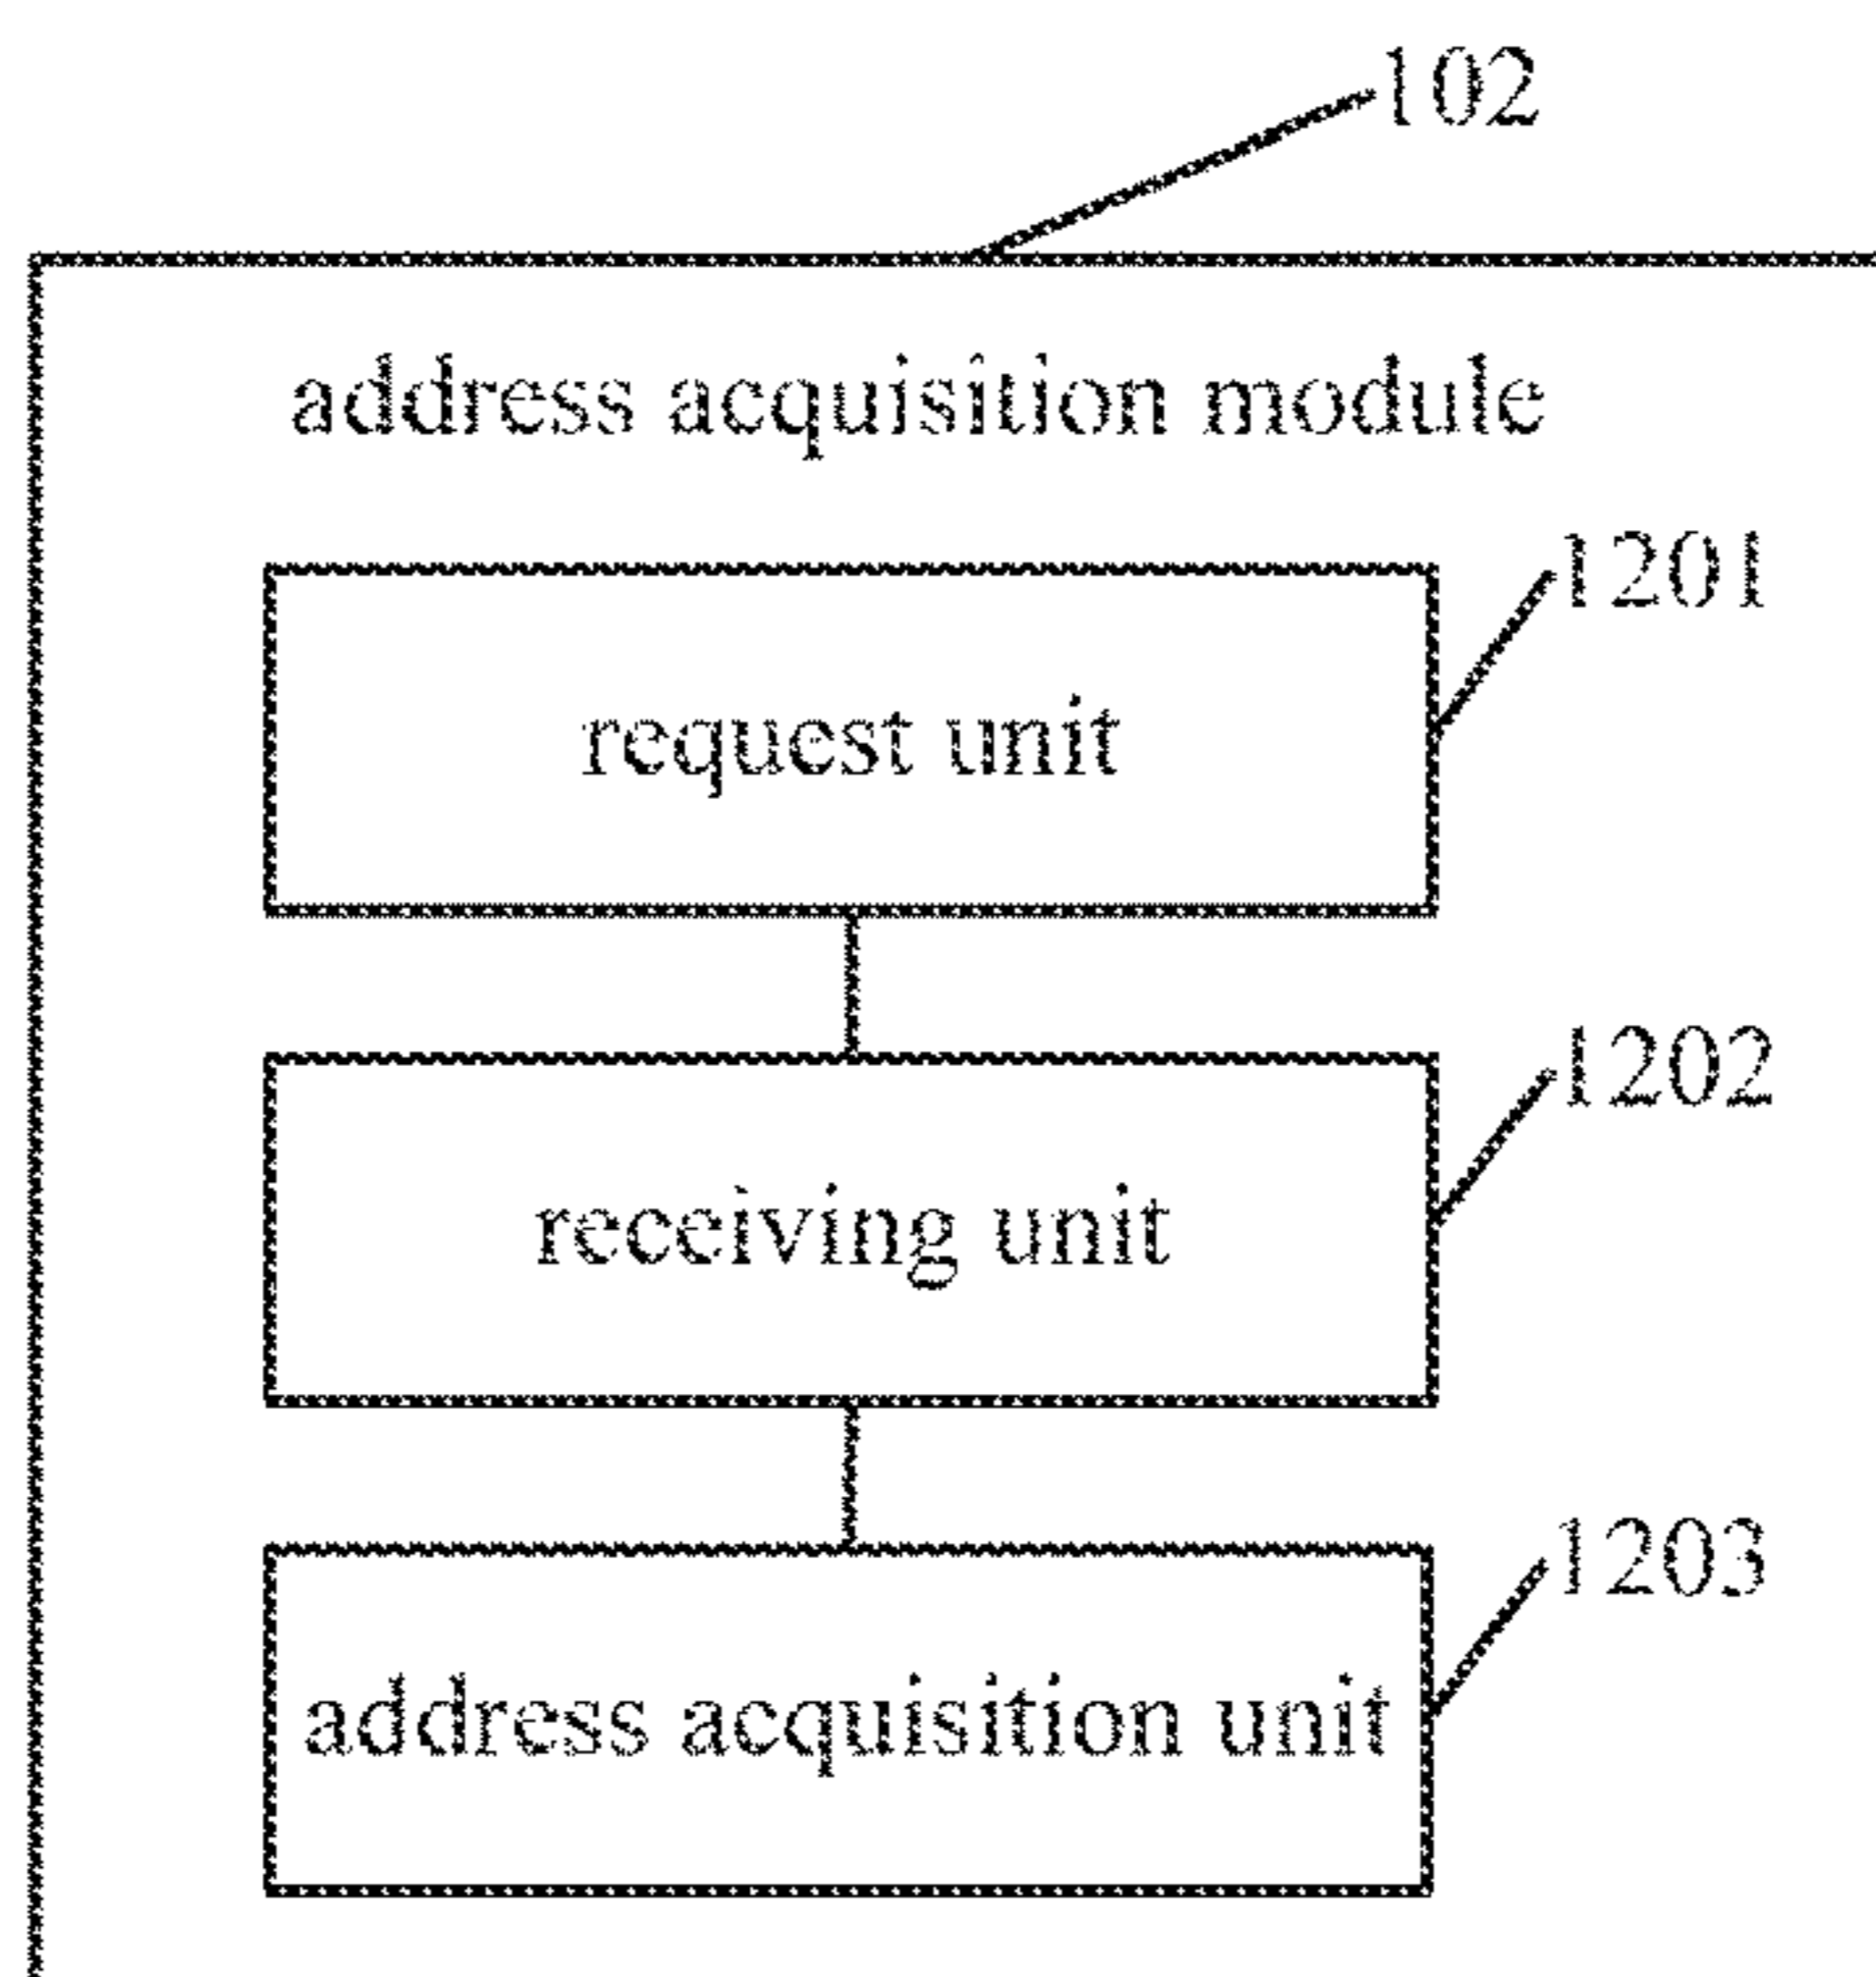 102
address acquisition module
1201
request unit
1202
receiving unit
1203
address acquisition unit